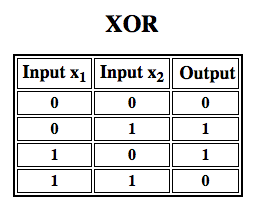 XOR
Input x₁ Input x₂ Output
0 0 0
0 1 1
1 0 1
1 1 0